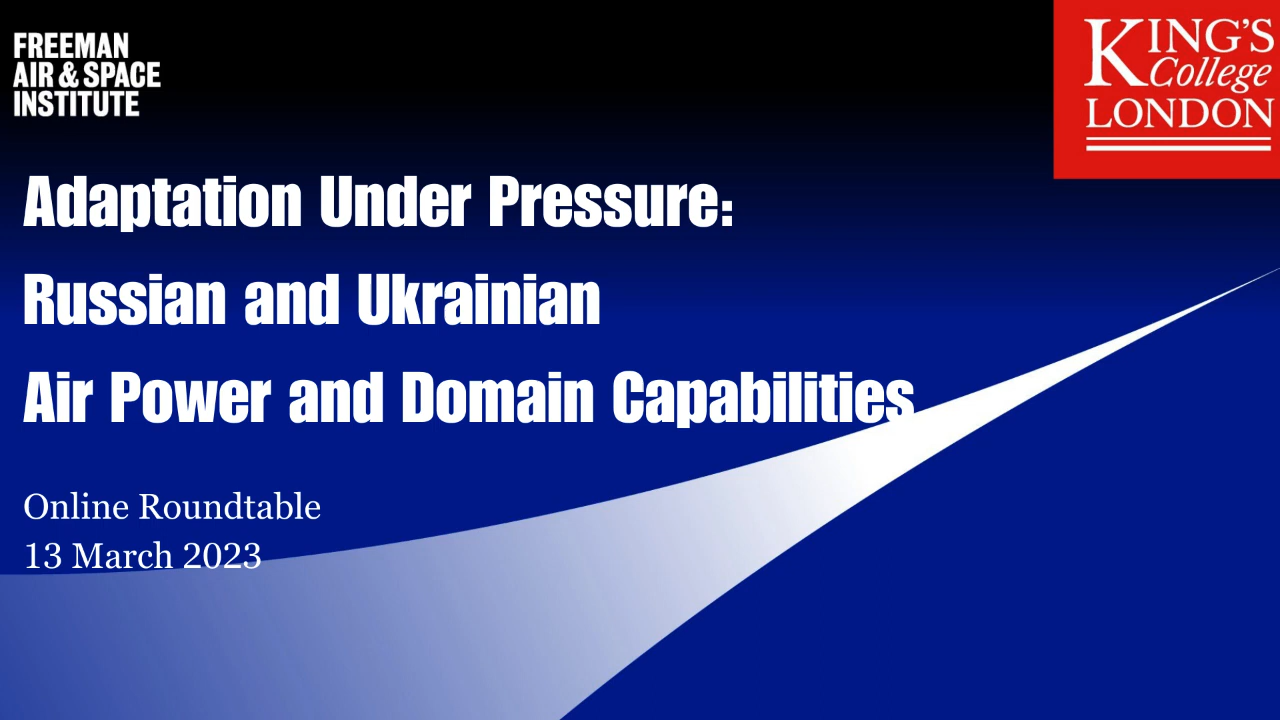 FREEMAN
AIR & SPACE
INSTITUTE
KING'S
College
LONDON
Adaptation Under Pressure:
Russian and Ukrainian
Air Power and Domain Capabilities
Online Roundtable
13 March 2023